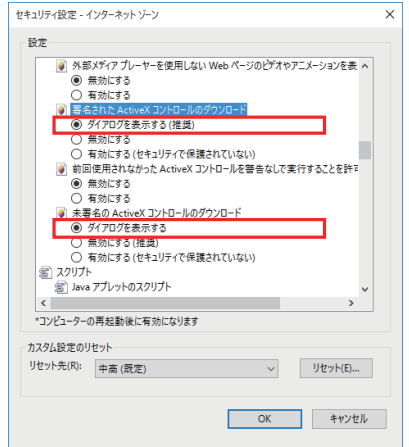 セキュリティ設定 - インターネット ゾーン
設定
外部メディア プレーヤーを使用しない Web ページのビデオやアニメーションを表
無効にする
有効にする
署名された ActiveX コントロールのダウンロード
ダイアログを表示する (推奨)
無効にする
有効にする (セキュリティで保護されていない)
前回使用されなかった ActiveX コントロールを警告なしで実行することを許可
無効にする
有効にする
未署名の ActiveX コントロールのダウンロード
ダイアログを表示する
無効にする (推奨)
有効にする (セキュリティで保護されていない)
スクリプト
Java アプレットのスクリプト
*コンピューターの再起動後に有効になります
カスタム設定のリセット
リセット先(R): 中高 (既定) リセット(E)...
OK キャンセル